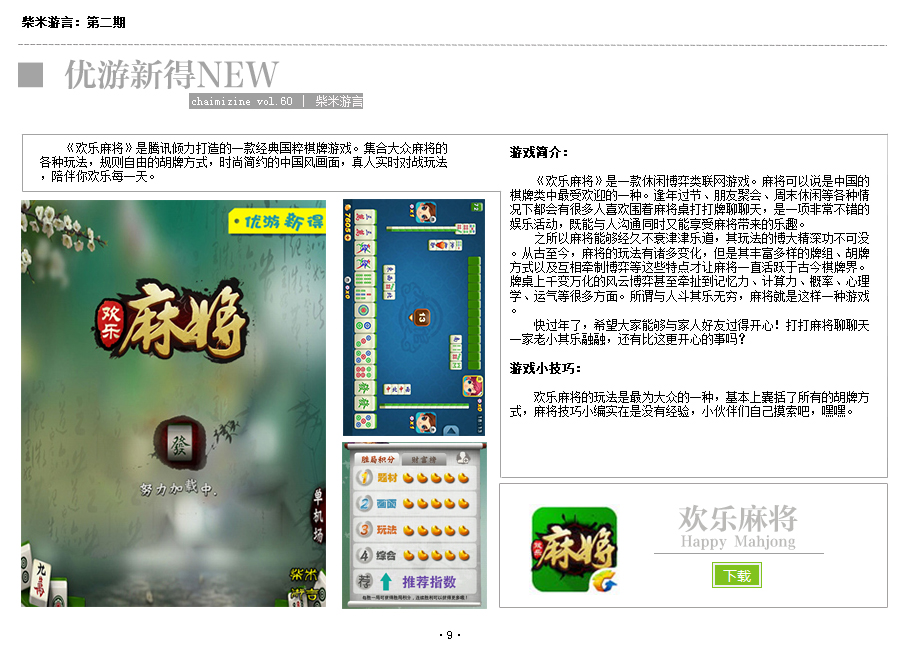 柴米游言：第二期
优游新得NEW
chaimizine vol.60 | 柴米游言
《欢乐麻将》是腾讯倾力打造的一款经典国粹棋牌游戏。集合大众麻将的
各种玩法，规则自由的胡牌方式，时尚简约的中国风画面，真人实时对战玩法
，陪伴你欢乐每一天。
·优游新得
欢乐
麻将
發
努力加载中.
单机场
柴米
游言
胜局积分 财富榜
1 题材
2 画面
3 玩法
4 综合
荐 推荐指数
游戏简介：
《欢乐麻将》是一款休闲博弈类联网游戏。麻将可以说是中国的
棋牌类中最受欢迎的一种。逢年过节、朋友聚会、周末休闲等各种情
况下都会有很多人喜欢围着麻将桌打打牌聊聊天，是一项非常不错的
娱乐活动，既能与人沟通同时又能享受麻将带来的乐趣。
之所以麻将能够经久不衰津津乐道，其玩法的博大精深功不可没
。从古至今，麻将的玩法有诸多变化，但是其丰富多样的牌组、胡牌
方式以及互相牵制博弈等这些特点才让麻将一直活跃于古今棋牌界。
牌桌上千变万化的风云博弈甚至牵扯到记忆力、计算力、概率、心理
学、运气等很多方面。所谓与人斗其乐无穷，麻将就是这样一种游戏
。
快过年了，希望大家能够与家人好友过得开心！打打麻将聊聊天
一家老小其乐融融，还有比这更开心的事吗？
游戏小技巧：
欢乐麻将的玩法是最为大众的一种，基本上囊括了所有的胡牌方
式，麻将技巧小编实在是没有经验，小伙伴们自己摸索吧，嘿嘿。
欢乐
麻将
欢乐麻将
Happy Mahjong
下载
·9·